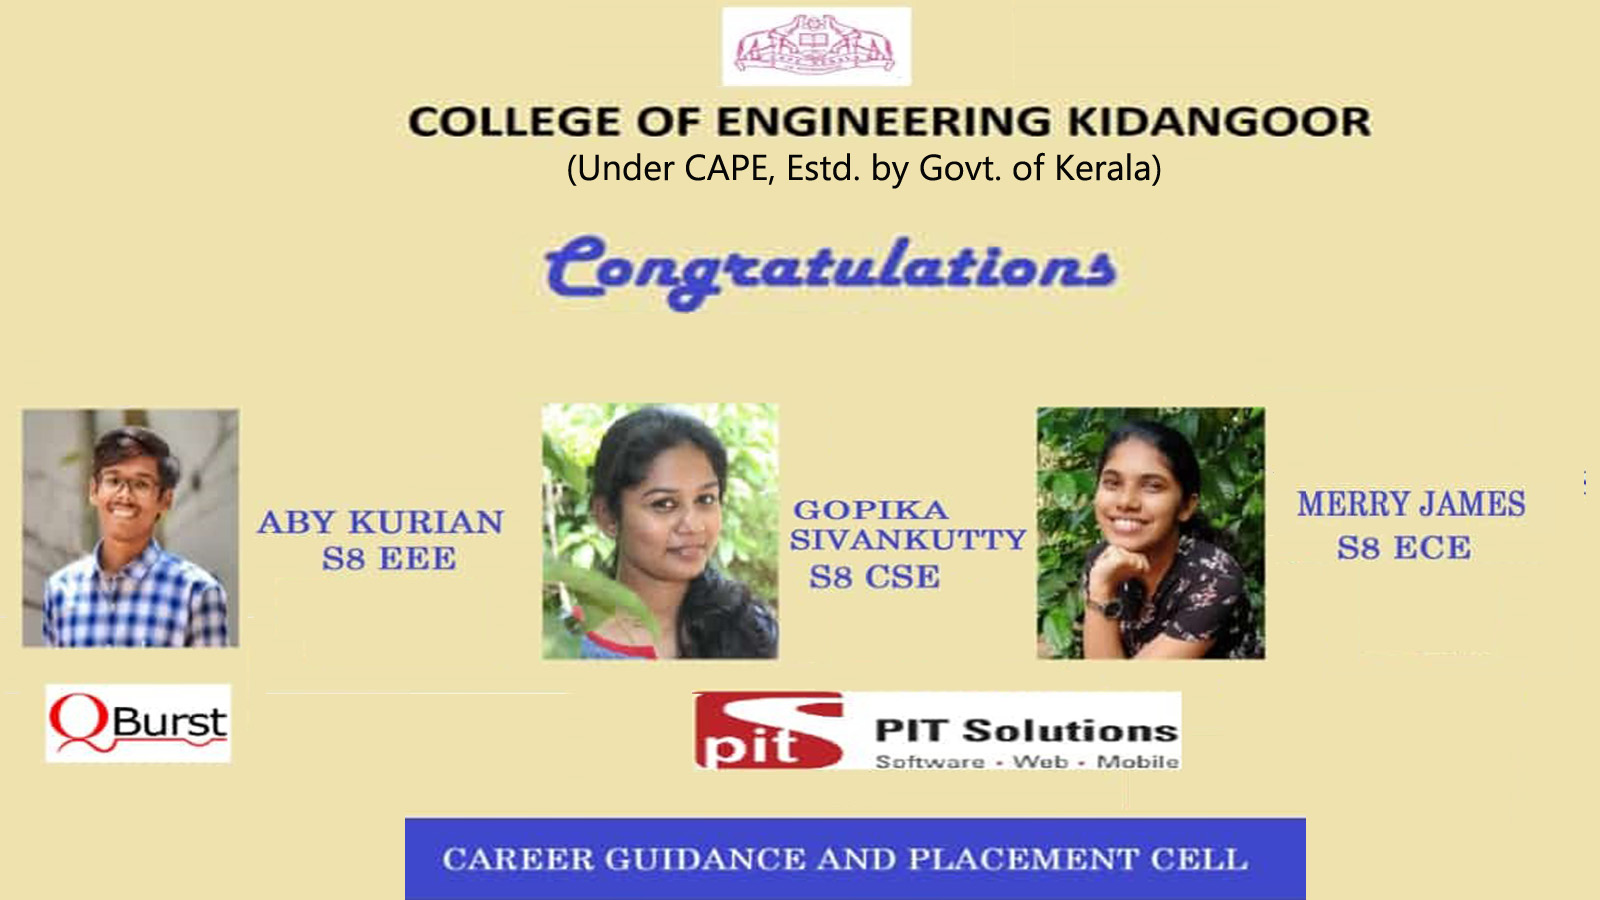 COLLEGE OF ENGINEERING KIDANGOOR
(Under CAPE, Estd. by Govt. of Kerala)
Congratulations
ABY KURIAN
S8 EEE
GOPIKA
SIVANKUTTY
S8 CSE
MERRY JAMES
S8 ECE
QBurst
pit
PIT Solutions
Software • Web • Mobile
CAREER GUIDANCE AND PLACEMENT CELL